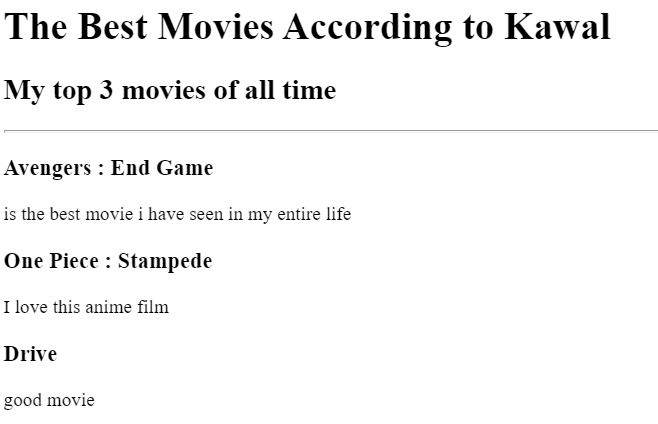 The Best Movies According to Kawal
My top 3 movies of all time
Avengers : End Game
is the best movie i have seen in my entire life
One Piece : Stampede
I love this anime film
Drive
good movie